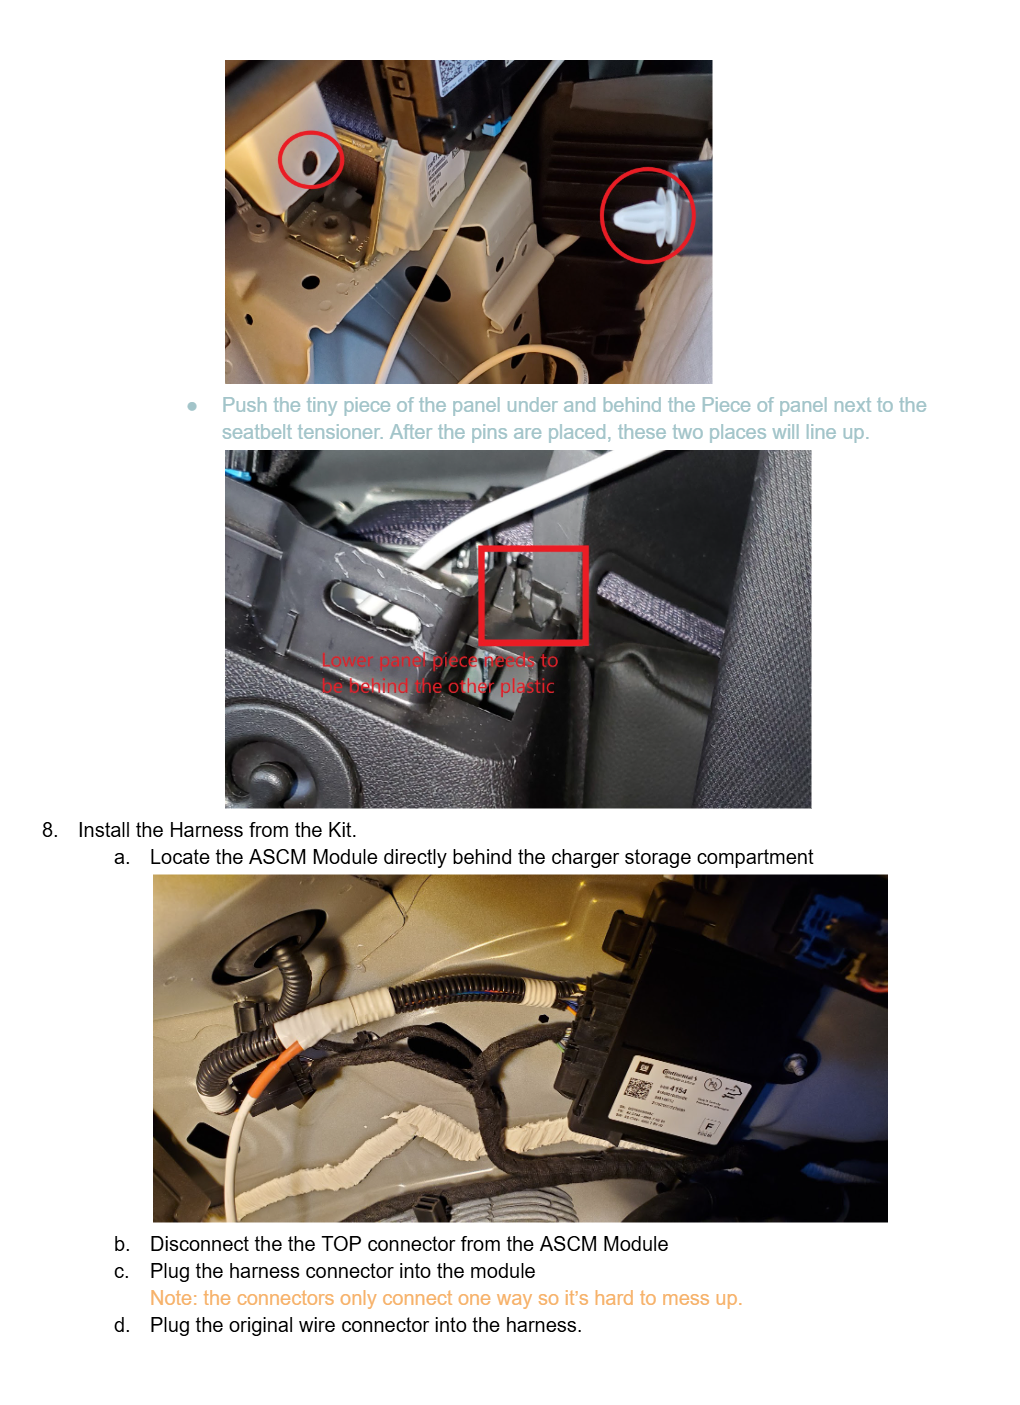 ● Push the tiny piece of the panel under and behind the Piece of panel next to the
seatbelt tensioner. After the pins are placed, these two places will line up.
Lower panel piece needs to
be behind the other plastic
8. Install the Harness from the Kit.
a. Locate the ASCM Module directly behind the charger storage compartment
Continental
4154
F
b. Disconnect the the TOP connector from the ASCM Module
c. Plug the harness connector into the module
Note: the connectors only connect one way so it's hard to mess up.
d. Plug the original wire connector into the harness.